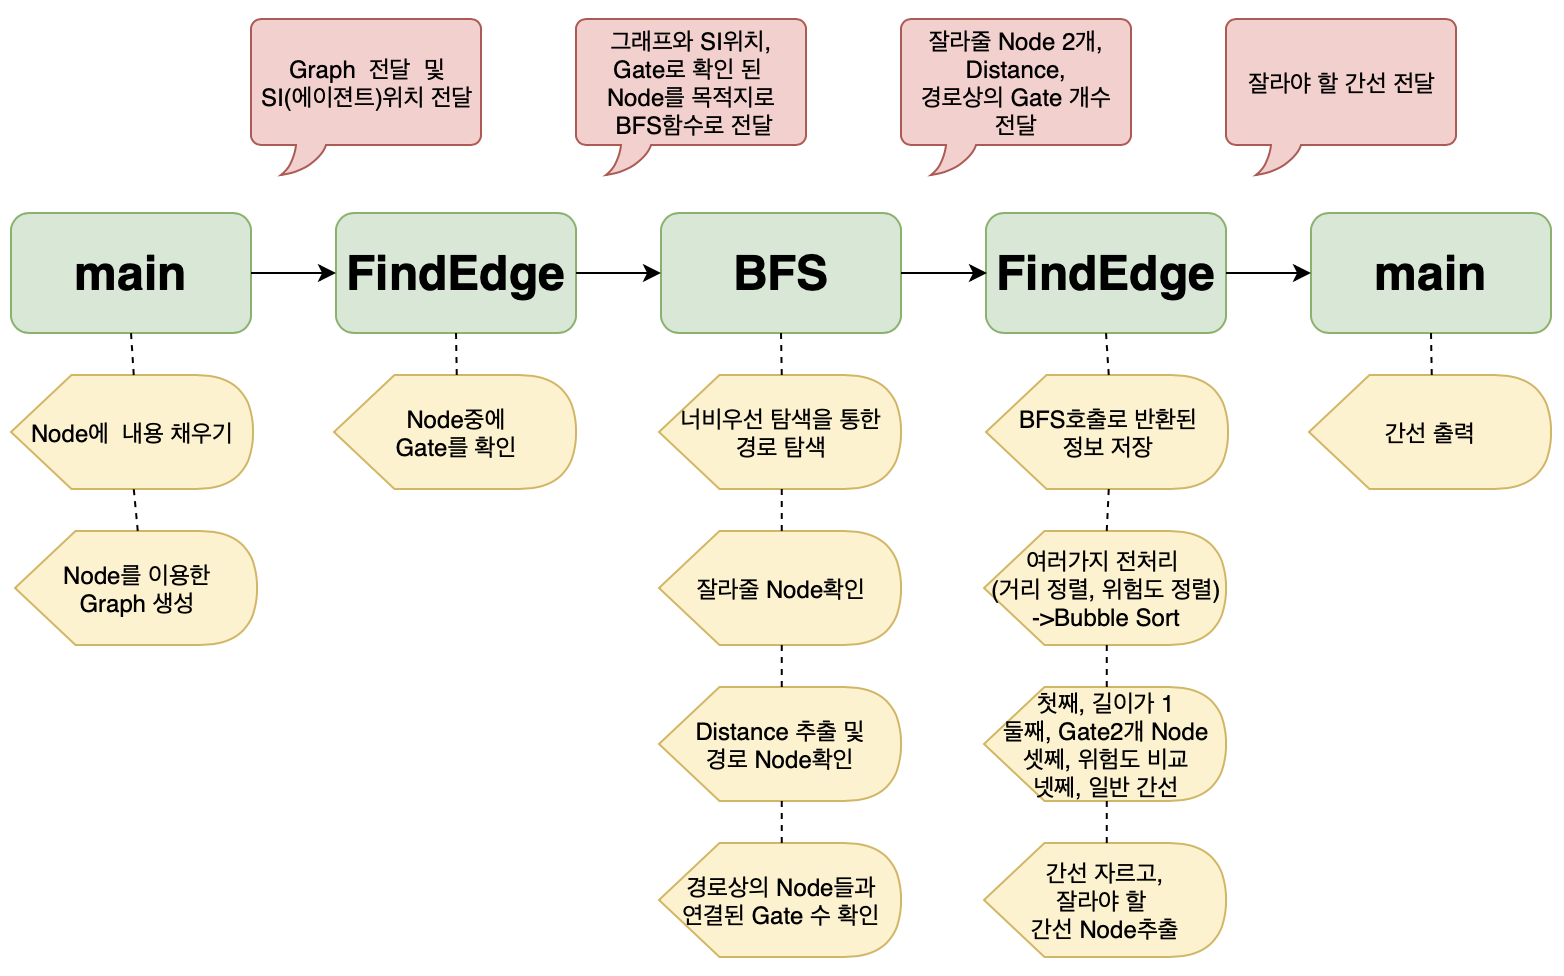 Graph 전달 및
SI(에이젼트)위치 전달
그래프와 SI위치,
Gate로 확인 된
Node를 목적지로
BFS함수로 전달
잘라줄 Node 2개,
Distance,
경로상의 Gate 개수
전달
잘라야 할 간선 전달
main
FindEdge
BFS
FindEdge
main
Node에 내용 채우기
Node를 이용한
Graph 생성
Node중에
Gate를 확인
너비우선 탐색을 통한
경로 탐색
잘라줄 Node확인
Distance 추출 및
경로 Node확인
경로상의 Node들과
연결된 Gate 수 확인
BFS호출로 반환된
정보 저장
여러가지 전처리
(거리 정렬, 위험도 정렬)
->Bubble Sort
첫째, 길이가 1
둘째, Gate2개 Node
셋쩨, 위험도 비교
넷쩨, 일반 간선
간선 자르고,
잘라야 할
간선 Node추출
간선 출력